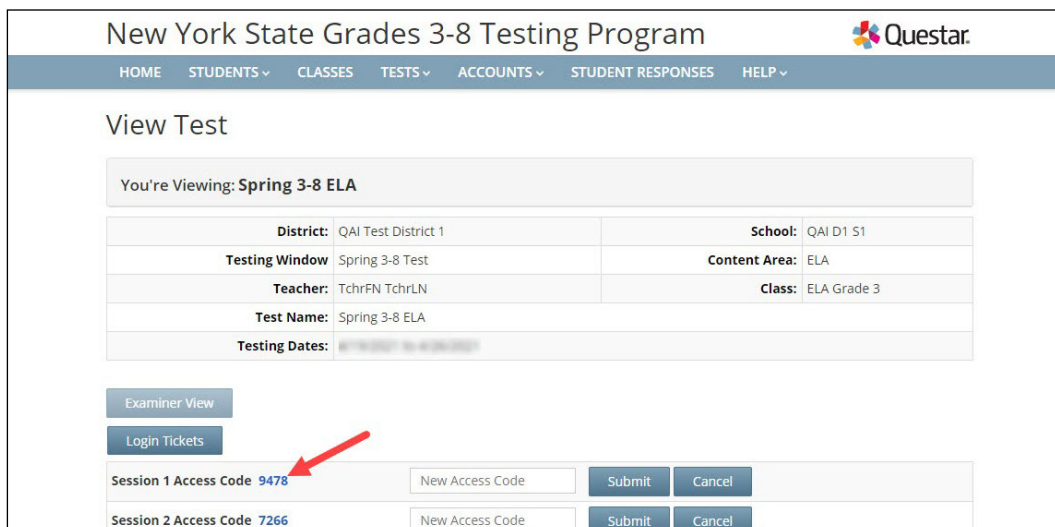 New York State Grades 3-8 Testing Program Questar.
HOME STUDENTS CLASSES TESTS ACCOUNTS STUDENT RESPONSES HELP
View Test
You're Viewing: Spring 3-8 ELA
District: QAI Test District 1 School: QAI D1 S1
Testing Window Spring 3-8 Test Content Area: ELA
Teacher: TchrFN TchrLN Class: ELA Grade 3
Test Name: Spring 3-8 ELA
Testing Dates:
Examiner View
Login Tickets
Session 1 Access Code 9478 New Access Code Submit Cancel
Session 2 Access Code 7266 New Access Code Submit Cancel